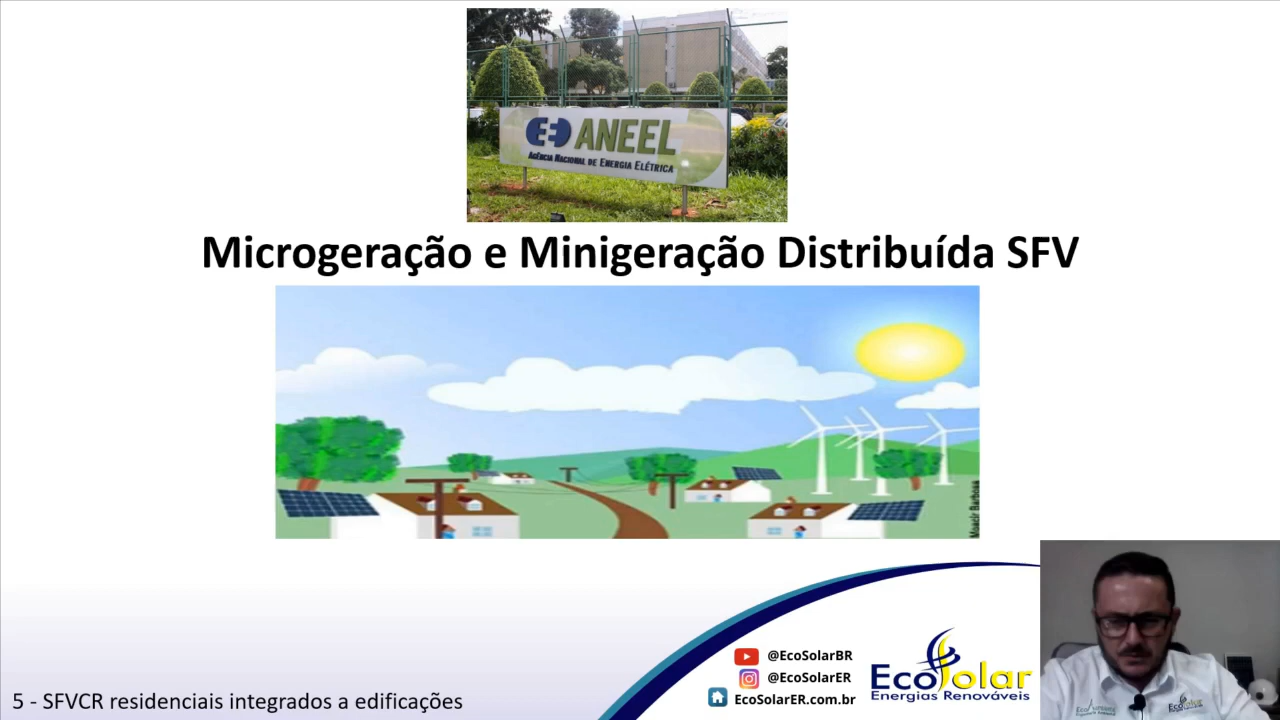 ANEEL
AGÊNCIA NACIONAL DE ENERGIA ELÉTRICA
Microgeração e Minigeração Distribuída SFV
Moacir Barbosa
@EcoSolarBR
@EcoSolarER
EcoSolarER.com.br
EcoSolar
Energias Renováveis
5 - SFVCR residenciais integrados a edificações